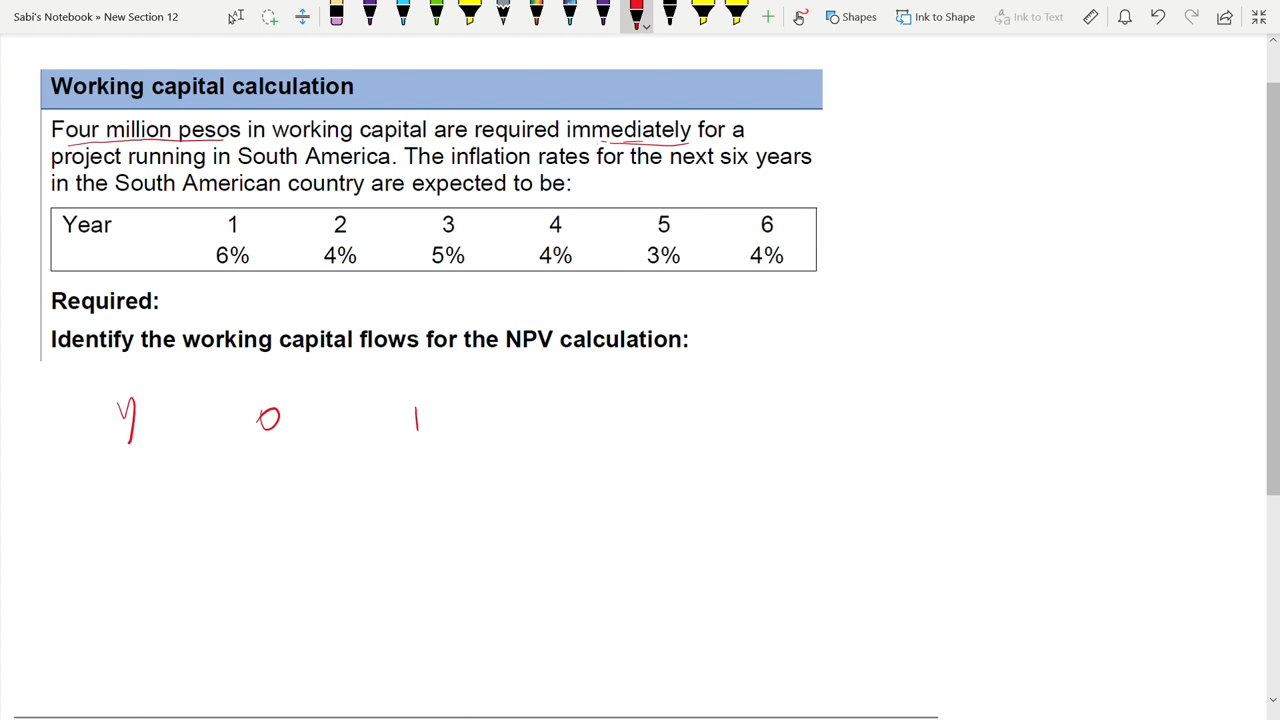 Sabi's Notebook » New Section 12
Shapes
Ink to Shape
Ink to Text
Working capital calculation
Four million pesos in working capital are required immediately for a
project running in South America. The inflation rates for the next six years
in the South American country are expected to be:
Year 1 2 3 4 5 6
6% 4% 5% 4% 3% 4%
Required:
Identify the working capital flows for the NPV calculation:
y 0 1